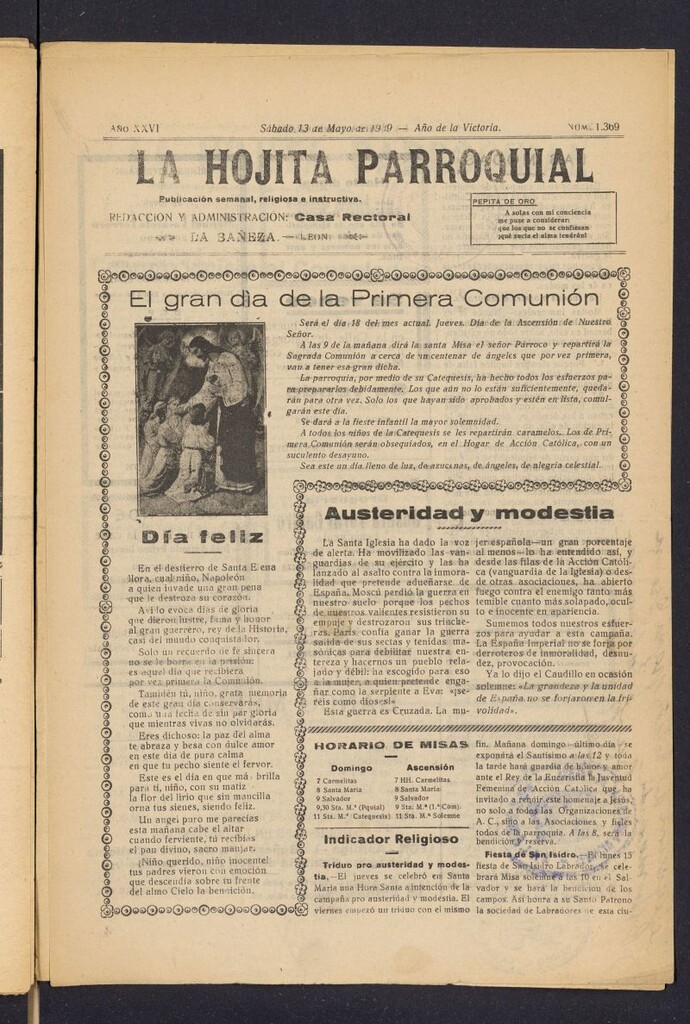 AÑO XXVI
Sábado, 13 de Mayo de 1939 — Año de la Victoria.
NÚM. 1.369
LA HOJITA PARROQUIAL
Publicación semanal, religiosa e instructiva.
REDACCIÓN Y ADMINISTRACIÓN: Casa Rectoral
LA BAÑEZA.—LEÓN
PEPITA DE ORO
A solas con mi conciencia
me puse a considerar:
que los que no se confiesan
¡qué sucia el alma tendrán!
El gran día de la Primera Comunión
Será el día 18 del mes actual. Jueves. Día de la Ascensión de Nuestro
Señor.
A las 9 de la mañana dirá la santa Misa el señor Párroco y repartirá la
Sagrada Comunión a cerca de un centenar de ángeles que por vez primera,
van a tener esa gran dicha.
La parroquia, por medio de su Catequesis, ha hecho todos los esfuerzos pa-
ra prepararlos debidamente. Los que aun no lo están suficientemente, queda-
rán para otra vez. Solo los que hayan sido aprobados y estén en lista, comul-
garán este día.
Se dará a la fieste infantil la mayor solemnidad.
A todos los niños de la Catequesis se les repartirán caramelos. Los de Pri-
mera Comunión serán obsequiados, en el Hogar de Acción Católica, con un
suculento desayuno.
Sea este un día lleno de luz, de azucenas, de ángeles, de alegría celestial.
Día feliz
En el destierro de Santa Elena
llora, cual niño, Napoleón
a quien invade una gran pena
que le destroza su corazón.
Avilo evoca días de gloria
que dieron lustre, fama y honor
al gran guerrero, rey de la Historia,
casi del mundo conquistador.
Solo un recuerdo de fe sincera
no se le borra en la prisión:
es aquel día que recibiera
por vez primera la Comunión.
También tú, niño, grata memoria
de este gran día conservarás,
como una fecha de sin par gloria
que mientras vivas no olvidarás.
Eres dichoso: la paz del alma
te abraza y besa con dulce amor
en este día de pura calma
en que tu pecho siente el fervor.
Este es el día en que más brilla
para ti, niño, con su matiz
la flor del lirio que sin mancilla
orna tus sienes, siendo feliz.
Un angel puro me parecías
esta mañana cabe el altar
cuando ferviente, tú recibías
el pan divino, sacro manjar.
¡Niño querido, niño inocente!
tus padres vieron con emoción
que descendía sobre tu frente
del almo Cielo la bendición.
Austeridad y modestia
La Santa Iglesia ha dado la voz
de alerta. Ha movilizado las van-
guardias de su ejército y las ha
lanzado al asalto contra la inmora-
lidad que pretende adueñarse de
España. Moscú perdió la guerra en
nuestro suelo porque los pechos
de nuestros valientes resistieron su
empuje y destrozaron sus trinche-
ras. París confía ganar la guerra
salida de sus sectas y tenidas ma-
sónicas para debilitar nuestra en-
tereza y hacernos un pueblo rela-
jado y débil: ha escogido para eso
a la mujer, a quien pretende enga-
ñar como la serpiente a Eva: «¡se-
réis como dioses!»
Esta guerra es Cruzada. La mu-
jer española—un gran porcentaje
al menos—lo ha entendido así, y
desde las filas de la Acción Católi-
ca (vanguardia de la Iglesia) o des-
de otras asociaciones, ha abierto
fuego contra el enemigo tanto más
temible cuanto más solapado, ocul-
to e inocente en apariencia.
Sumemos todos nuestros esfuer-
zos para ayudar a esta campaña.
La España Imperial no se forja por
derroteros de inmoralidad, desnu-
dez, provocación.
Ya lo dijo el Caudillo en ocasión
solemne: «La grandeza y la unidad
de España no se forjaron en la fri-
volidad».
HORARIO DE MISAS
Domingo
7 Carmelitas
8 Santa María
9 Salvador
9,30 Sta. M.ª (Pquial)
11 Sta. M.ª (Catequesis)
Ascensión
7 HH. Carmelitas
8 Santa María
9 Salvador
9 Sta. M.ª (1.ª Com).
11 Sta. M.ª Solemne
Indicador Religioso
Triduo pro austeridad y modes-
tia.—El jueves se celebró en Santa
María una Hora Santa a intención de la
campaña pro austeridad y modestia. El
viernes empezó un triduo con el mismo
fin. Mañana domingo—último día—se
expondrá el Santísimo a las 12 y toda
la tarde hará guardia de honor y amor
ante el Rey de la Eucaristía la Juventud
Femenina de Acción Católica que ha
invitado a rendir este homenaje a Jesús,
no solo a todas las Organizaciones de
A. C., sino a las Asociaciones y fieles
todos de la parroquia. A las 8, será la
bendición y reserva.
Fiesta de San Isidro.—El lunes 15
fiesta de San Isidro Labrador, se cele-
brará Misa solemne a las 10 en el Sal-
vador y se hará la bendición de los
campos. Así honra a su Santo Patrono
la sociedad de Labradores de esta ciu-